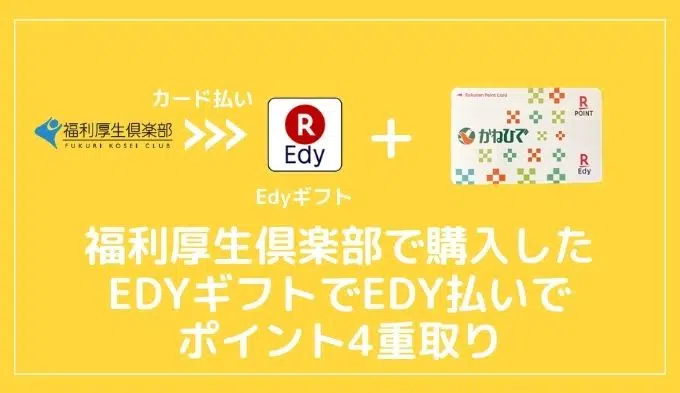 カード払い
福利厚生倶楽部
FUKURI KOSEI CLUB
>>>
R
Edy
+
Rakuten Point Card
R
POINT
かねひで
R
Edy
Edyギフト
福利厚生倶楽部で購入した
EDYギフトでEDY払いで
ポイント4重取り